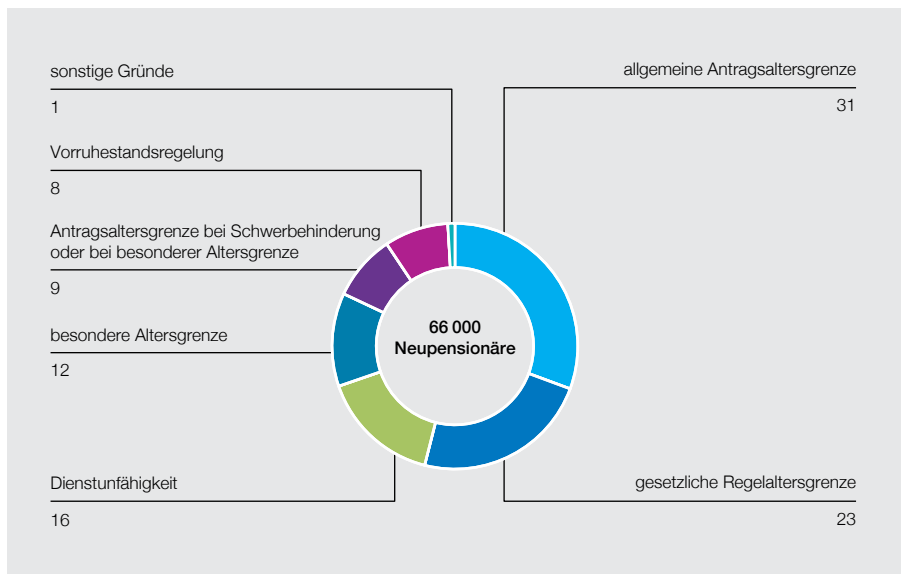 sonstige Gründe
1
Vorruhestandsregelung
8
Antragsaltersgrenze bei Schwerbehinderung
oder bei besonderer Altersgrenze
9
besondere Altersgrenze
12
Dienstunfähigkeit
16
66 000
Neupensionäre
allgemeine Antragsaltersgrenze
31
gesetzliche Regelaltersgrenze
23